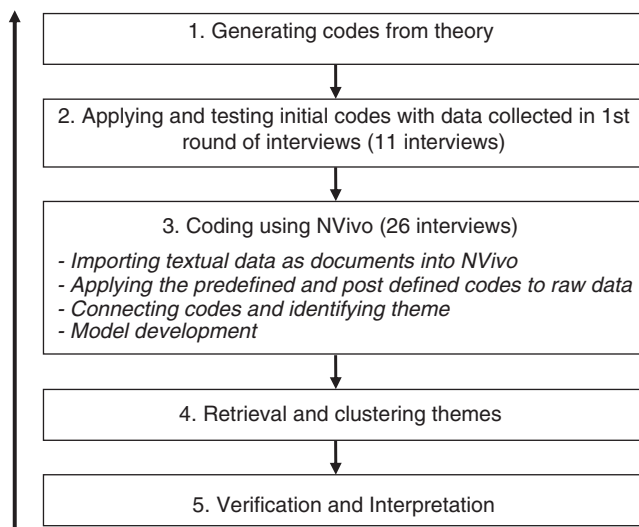 1. Generating codes from theory
2. Applying and testing initial codes with data collected in 1st
round of interviews (11 interviews)
3. Coding using NVivo (26 interviews)
- Importing textual data as documents into NVivo
- Applying the predefined and post defined codes to raw data
- Connecting codes and identifying theme
- Model development
4. Retrieval and clustering themes
5. Verification and Interpretation